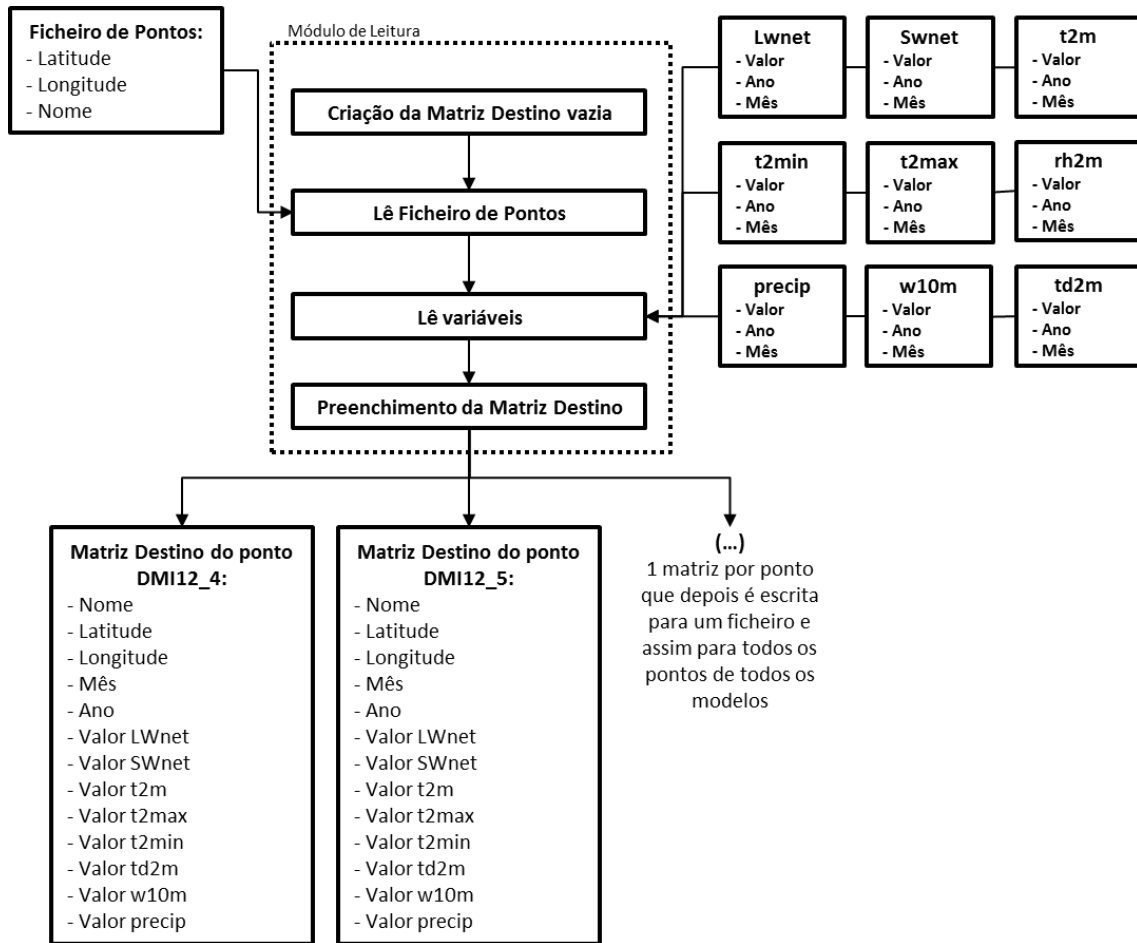 Ficheiro de Pontos:
- Latitude
- Longitude
- Nome
Módulo de Leitura
Criação da Matriz Destino vazia
Lê Ficheiro de Pontos
Lê variáveis
Preenchimento da Matriz Destino
Lwnet
- Valor
- Ano
- Mês
Swnet
- Valor
- Ano
- Mês
t2m
- Valor
- Ano
- Mês
t2min
- Valor
- Ano
- Mês
t2max
- Valor
- Ano
- Mês
rh2m
- Valor
- Ano
- Mês
precip
- Valor
- Ano
- Mês
w10m
- Valor
- Ano
- Mês
td2m
- Valor
- Ano
- Mês
Matriz Destino do ponto
DMI12_4:
- Nome
- Latitude
- Longitude
- Mês
- Ano
- Valor LWnet
- Valor SWnet
- Valor t2m
- Valor t2max
- Valor t2min
- Valor td2m
- Valor w10m
- Valor precip
Matriz Destino do ponto
DMI12_5:
- Nome
- Latitude
- Longitude
- Mês
- Ano
- Valor LWnet
- Valor SWnet
- Valor t2m
- Valor t2max
- Valor t2min
- Valor td2m
- Valor w10m
- Valor precip
(...)
1 matriz por ponto
que depois é escrita
para um ficheiro e
assim para todos os
pontos de todos os
modelos